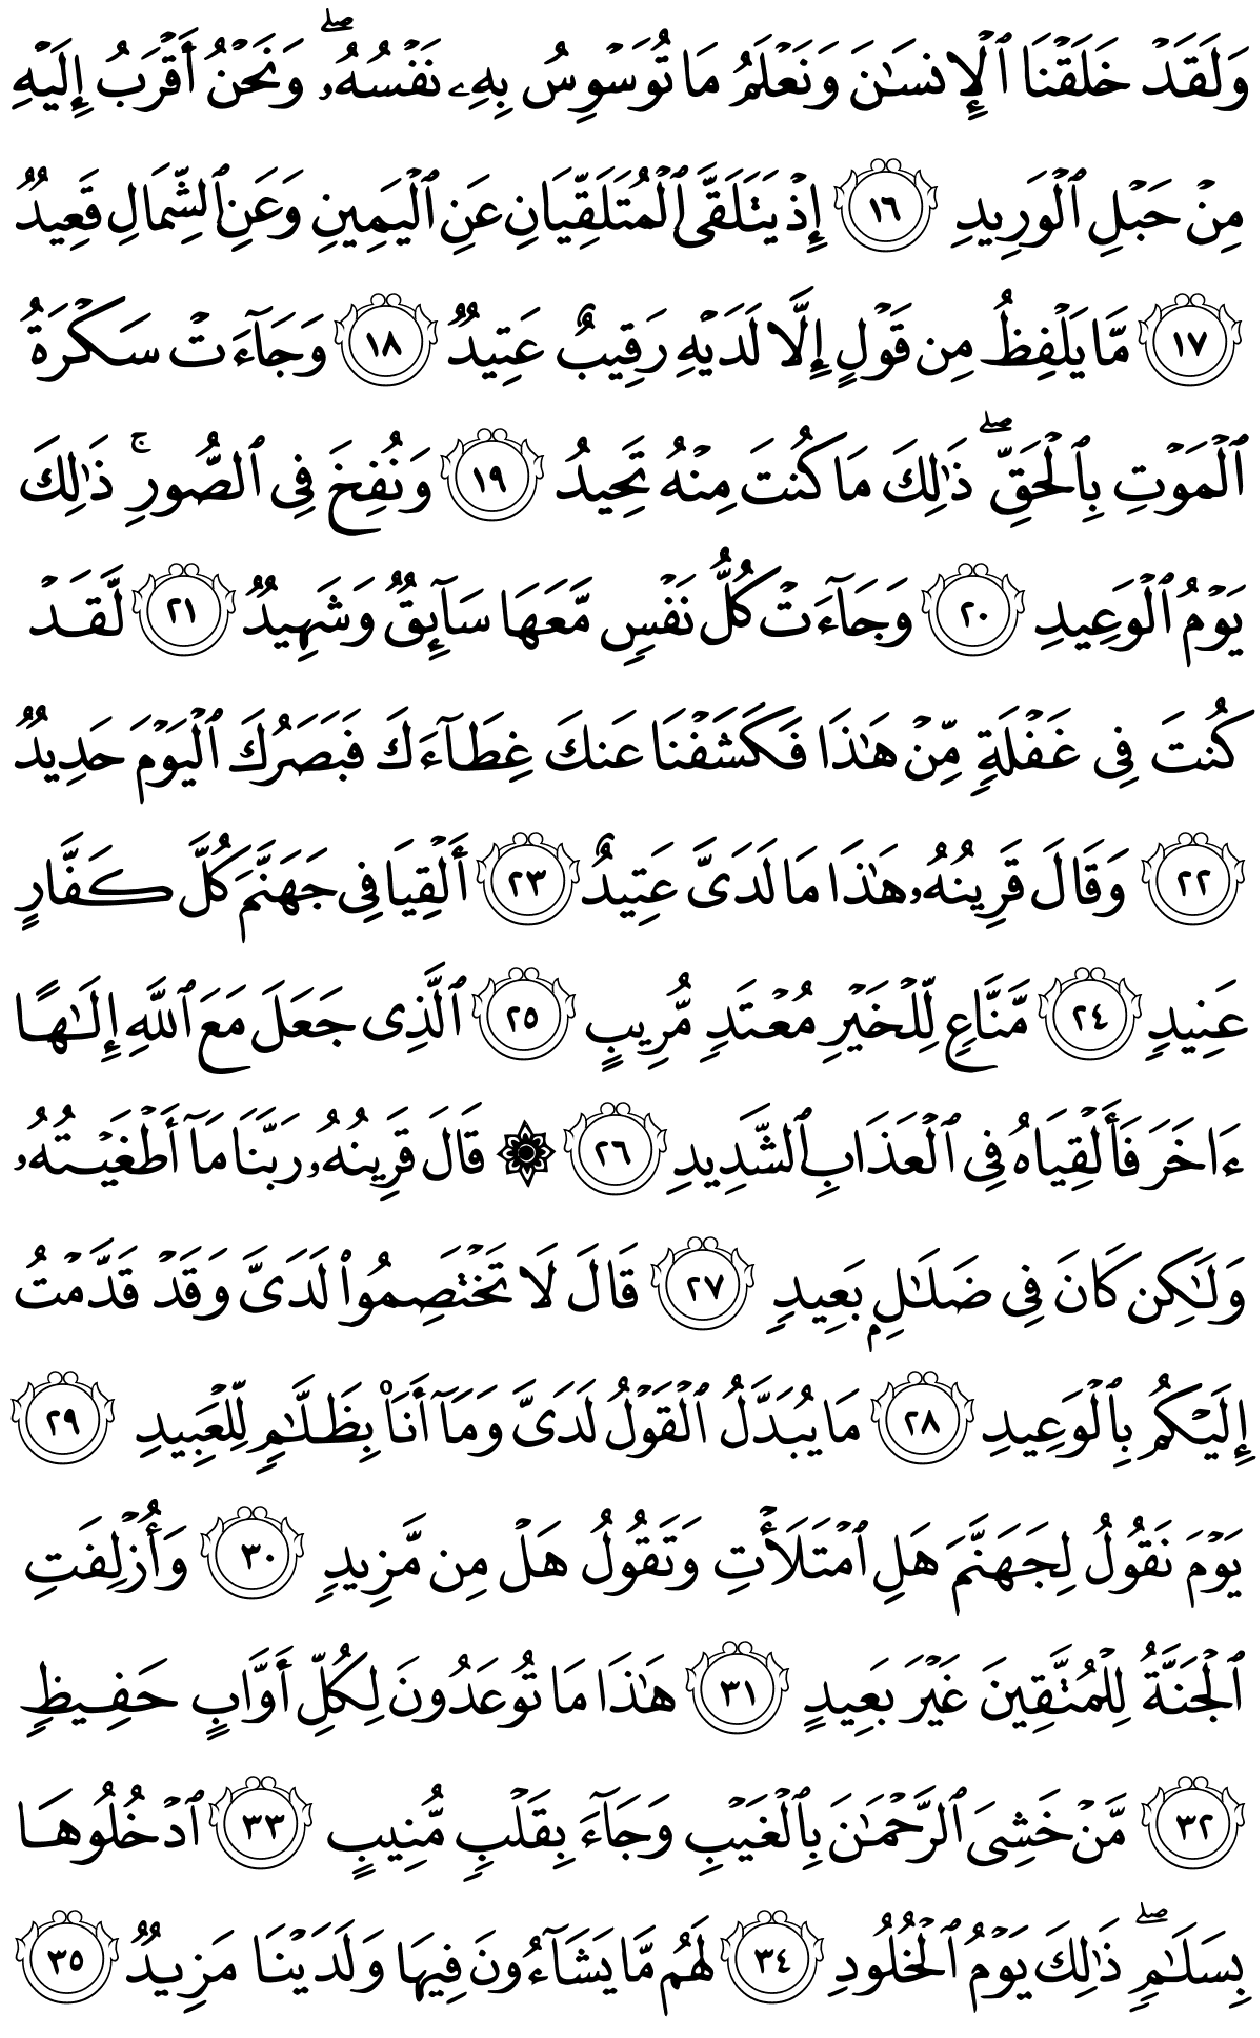 وَلَقَدۡ خَلَقۡنَا ٱلۡإِنسَٰنَ وَنَعۡلَمُ مَا تُوَسۡوِسُ بِهِۦ نَفۡسُهُۥۖ وَنَحۡنُ أَقۡرَبُ إِلَيۡهِ
مِنۡ حَبۡلِ ٱلۡوَرِيدِ ١٦ إِذۡ يَتَلَقَّى ٱلۡمُتَلَقِّيَانِ عَنِ ٱلۡيَمِينِ وَعَنِ ٱلشِّمَالِ قَعِيدٞ
١٧ مَّا يَلۡفِظُ مِن قَوۡلٍ إِلَّا لَدَيۡهِ رَقِيبٌ عَتِيدٞ ١٨ وَجَآءَتۡ سَكۡرَةُ
ٱلۡمَوۡتِ بِٱلۡحَقِّۖ ذَٰلِكَ مَا كُنتَ مِنۡهُ تَحِيدُ ١٩ وَنُفِخَ فِي ٱلصُّورِۚ ذَٰلِكَ
يَوۡمُ ٱلۡوَعِيدِ ٢٠ وَجَآءَتۡ كُلُّ نَفۡسٖ مَّعَهَا سَآئِقٞ وَشَهِيدٞ ٢١ لَّقَدۡ
كُنتَ فِي غَفۡلَةٖ مِّنۡ هَٰذَا فَكَشَفۡنَا عَنكَ غِطَآءَكَ فَبَصَرُكَ ٱلۡيَوۡمَ حَدِيدٞ
٢٢ وَقَالَ قَرِينُهُۥ هَٰذَا مَا لَدَيَّ عَتِيدٌ ٢٣ أَلۡقِيَا فِي جَهَنَّمَ كُلَّ كَفَّارٍ
عَنِيدٖ ٢٤ مَّنَّاعٖ لِّلۡخَيۡرِ مُعۡتَدٖ مُّرِيبٍ ٢٥ ٱلَّذِي جَعَلَ مَعَ ٱللَّهِ إِلَٰهًا
ءَاخَرَ فَأَلۡقِيَاهُ فِي ٱلۡعَذَابِ ٱلشَّدِيدِ ٢٦ ۞ قَالَ قَرِينُهُۥ رَبَّنَا مَآ أَطۡغَيۡتُهُۥ
وَلَٰكِن كَانَ فِي ضَلَٰلِۭ بَعِيدٖ ٢٧ قَالَ لَا تَخۡتَصِمُواْ لَدَيَّ وَقَدۡ قَدَّمۡتُ
إِلَيۡكُم بِٱلۡوَعِيدِ ٢٨ مَا يُبَدَّلُ ٱلۡقَوۡلُ لَدَيَّ وَمَآ أَنَا۠ بِظَلَّٰمٖ لِّلۡعَبِيدِ ٢٩
يَوۡمَ نَقُولُ لِجَهَنَّمَ هَلِ ٱمۡتَلَأۡتِ وَتَقُولُ هَلۡ مِن مَّزِيدٖ ٣٠ وَأُزۡلِفَتِ
ٱلۡجَنَّةُ لِلۡمُتَّقِينَ غَيۡرَ بَعِيدٍ ٣١ هَٰذَا مَا تُوعَدُونَ لِكُلِّ أَوَّابٍ حَفِيظٖ
٣٢ مَّنۡ خَشِيَ ٱلرَّحۡمَٰنَ بِٱلۡغَيۡبِ وَجَآءَ بِقَلۡبٖ مُّنِيبٍ ٣٣ ٱدۡخُلُوهَا
بِسَلَٰمٖۖ ذَٰلِكَ يَوۡمُ ٱلۡخُلُودِ ٣٤ لَهُم مَّا يَشَآءُونَ فِيهَا وَلَدَيۡنَا مَزِيدٞ ٣٥